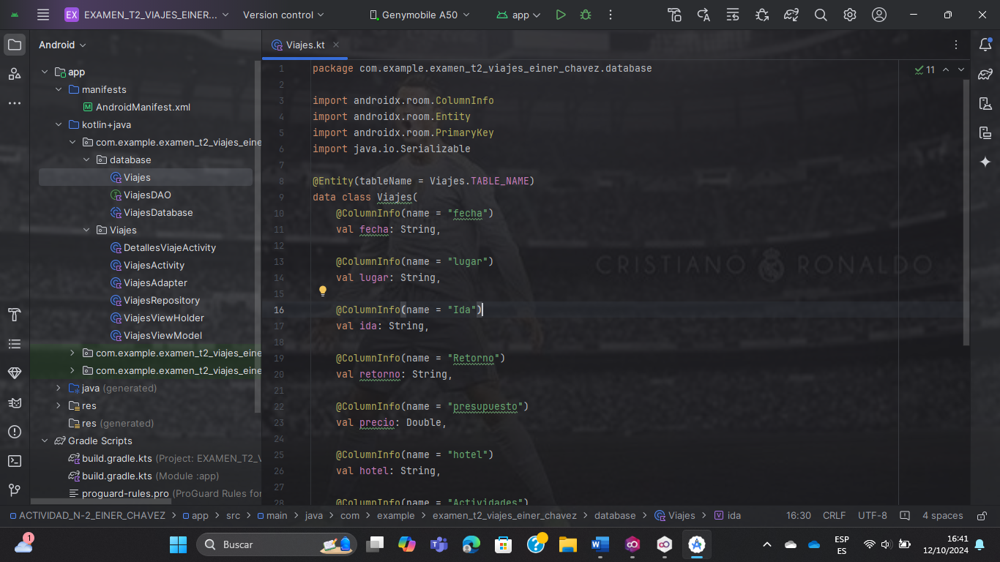 EX EXAMEN_T2_VIAJES_EINER... Version control Genymobile A50 app
Android
Viajes.kt
app
manifests
AndroidManifest.xml
kotlin+java
com.example.examen_t2_viajes_eine
database
Viajes
ViajesDAO
ViajesDatabase
Viajes
DetallesViajeActivity
ViajesActivity
ViajesAdapter
ViajesRepository
ViajesViewHolder
ViajesViewModel
com.example.examen_t2_viajes_eine
com.example.examen_t2_viajes_eine
java (generated)
res
res (generated)
Gradle Scripts
build.gradle.kts (Project: EXAMEN_T2_V
build.gradle.kts (Module :app)
proguard-rules.pro (ProGuard Rules for
11
1 package com.example.examen_t2_viajes_einer_chavez.database
2
3 import androidx.room.ColumnInfo
4 import androidx.room.Entity
5 import androidx.room.PrimaryKey
6 import java.io.Serializable
7
8 @Entity(tableName = Viajes.TABLE_NAME)
9 data class Viajes(
10 @ColumnInfo(name = "fecha")
11 val fecha: String,
12
13 @ColumnInfo(name = "lugar")
14 val lugar: String,
15
16 @ColumnInfo(name = "Ida")
17 val ida: String,
18
19 @ColumnInfo(name = "Retorno")
20 val retorno: String,
21
22 @ColumnInfo(name = "presupuesto")
23 val precio: Double,
24
25 @ColumnInfo(name = "hotel")
26 val hotel: String,
27
28 @ColumnInfo(name = "Actividades")
CRISTIANO RONALDO
ACTIVIDAD_N-2_EINER_CHAVEZ > app > src > main > java > com > example > examen_t2_viajes_einer_chavez > database > Viajes > ida 16:30 CRLF UTF-8 4 spaces
1
Buscar
ESP
ES
16:41
12/10/2024